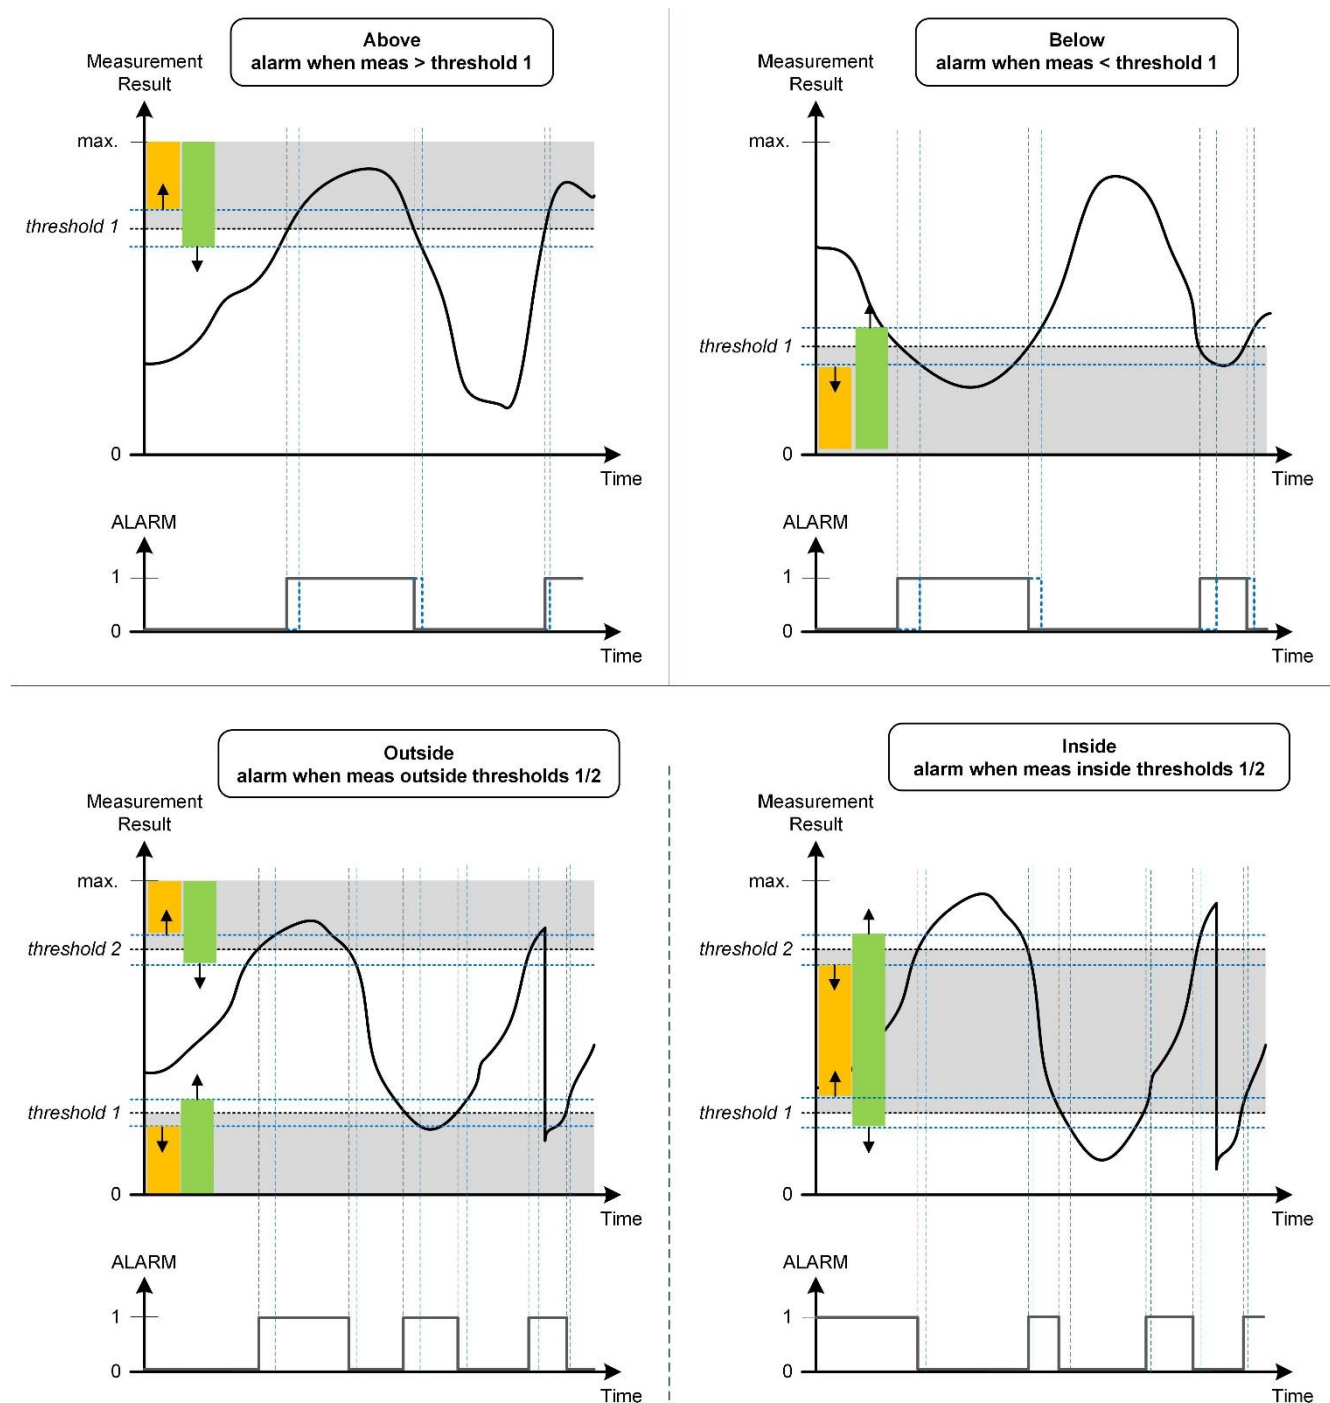 Above
alarm when meas > threshold 1
Measurement
Result
max.
threshold 1
0
Time
ALARM
1
0
Time
Below
alarm when meas < threshold 1
Measurement
Result
max.
threshold 1
0
Time
ALARM
1
0
Time
Outside
alarm when meas outside thresholds 1/2
Measurement
Result
max.
threshold 2
threshold 1
0
Time
ALARM
1
0
Time
Inside
alarm when meas inside thresholds 1/2
Measurement
Result
max.
threshold 2
threshold 1
0
Time
ALARM
1
0
Time